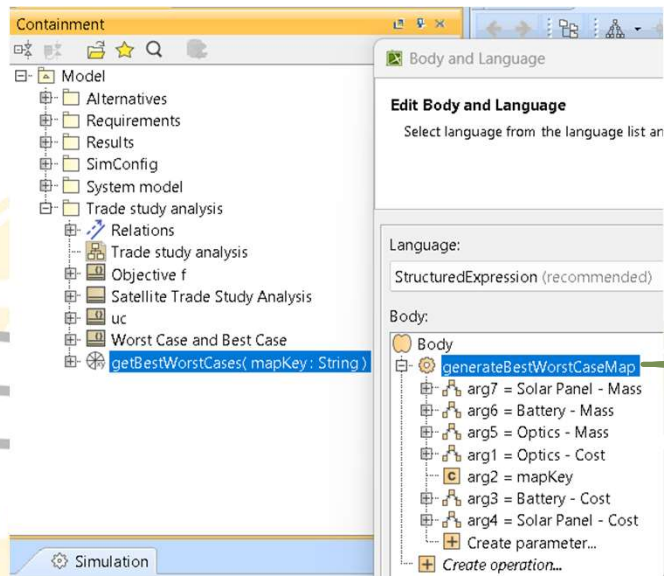 Containment
Model
Alternatives
Requirements
Results
SimConfig
System model
Trade study analysis
Relations
Trade study analysis
Objective f
Satellite Trade Study Analysis
uc
Worst Case and Best Case
getBestWorstCases( mapKey : String )
Simulation
Body and Language
Edit Body and Language
Select language from the language list an
Language:
StructuredExpression (recommended)
Body:
Body
generateBestWorstCaseMap
arg7 = Solar Panel - Mass
arg6 = Battery - Mass
arg5 = Optics - Mass
arg1 = Optics - Cost
c arg2 = mapKey
arg3 = Battery - Cost
arg4 = Solar Panel - Cost
Create parameter...
Create operation...